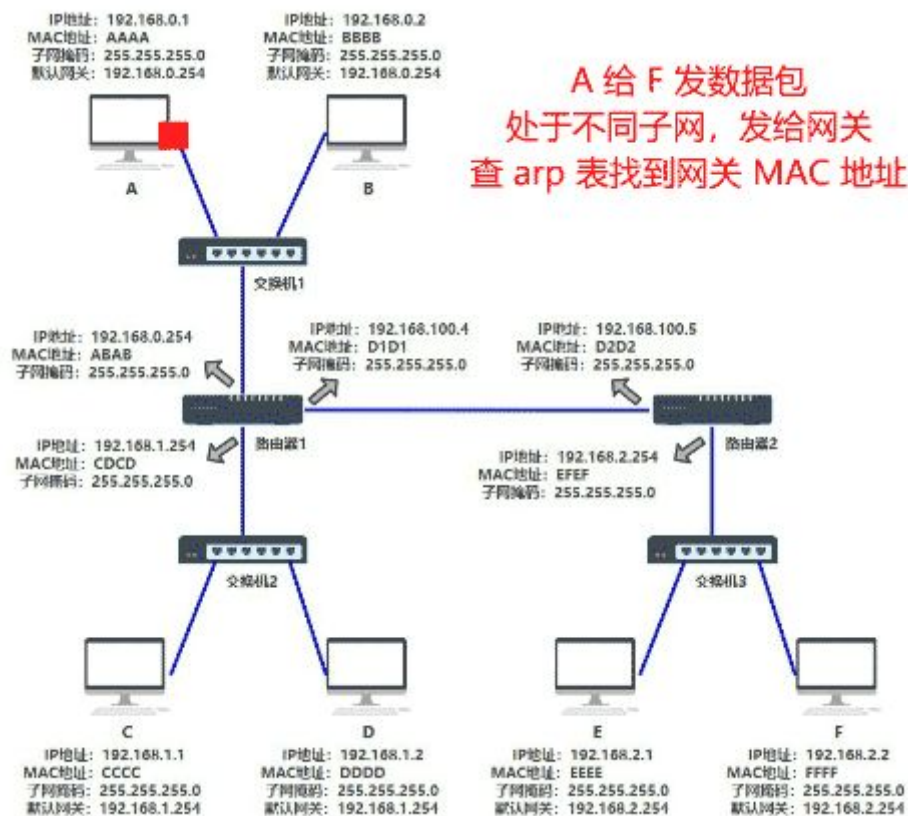 IP地址：192.168.0.1
MAC地址：AAAA
子网掩码：255.255.255.0
默认网关：192.168.0.254
IP地址：192.168.0.2
MAC地址：BBBB
子网掩码：255.255.255.0
默认网关：192.168.0.254
A 给 F 发数据包
处于不同子网，发给网关
查 arp 表找到网关 MAC 地址
A
B
交换机1
IP地址：192.168.0.254
MAC地址：ABAB
子网掩码：255.255.255.0
IP地址：192.168.100.4
MAC地址：D1D1
子网掩码：255.255.255.0
IP地址：192.168.100.5
MAC地址：D2D2
子网掩码：255.255.255.0
路由器1
路由器2
IP地址：192.168.1.254
MAC地址：CDCD
子网掩码：255.255.255.0
IP地址：192.168.2.254
MAC地址：EFEF
子网掩码：255.255.255.0
交换机2
交换机3
C
D
E
F
IP地址：192.168.1.1
MAC地址：CCCC
子网掩码：255.255.255.0
默认网关：192.168.1.254
IP地址：192.168.1.2
MAC地址：DDDD
子网掩码：255.255.255.0
默认网关：192.168.1.254
IP地址：192.168.2.1
MAC地址：EEEE
子网掩码：255.255.255.0
默认网关：192.168.2.254
IP地址：192.168.2.2
MAC地址：FFFF
子网掩码：255.255.255.0
默认网关：192.168.2.254